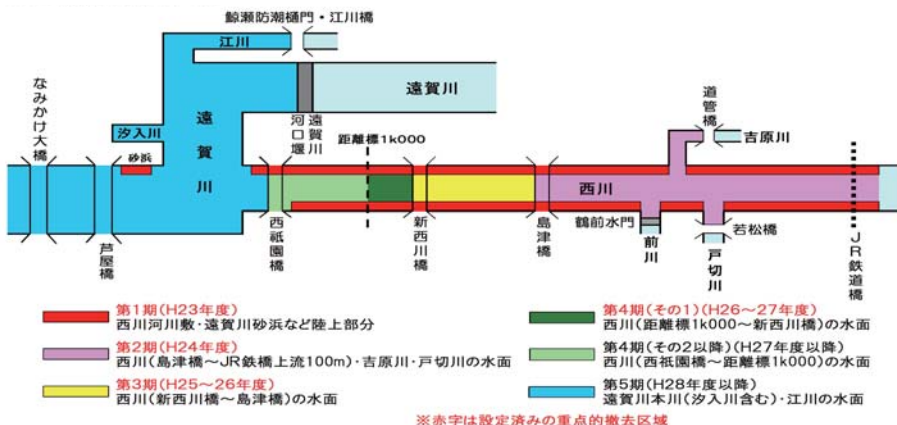 鯨瀬防潮樋門・江川橋
江川
なみかけ大橋
汐入川
遠賀川
遠賀川
遠賀川
河口堰
距離標1k000
道管橋
吉原川
砂浜
西川
芦屋橋
西祇園橋
新西川橋
島津橋
鶴前水門
前川
若松橋
戸切川
JR鉄道橋
第1期(H23年度)
西川河川敷・遠賀川砂浜など陸上部分
第2期(H24年度)
西川(島津橋～JR鉄橋上流100m)・吉原川・戸切川の水面
第3期(H25～26年度)
西川(新西川橋～島津橋)の水面
第4期(その1)(H26～27年度)
西川(距離標1k000～新西川橋)の水面
第4期(その2以降)(H27年度以降)
西川(西祇園橋～距離標1k000)の水面
第5期(H28年度以降)
遠賀川本川(汐入川含む)・江川の水面
※赤字は設定済みの重点的撤去区域